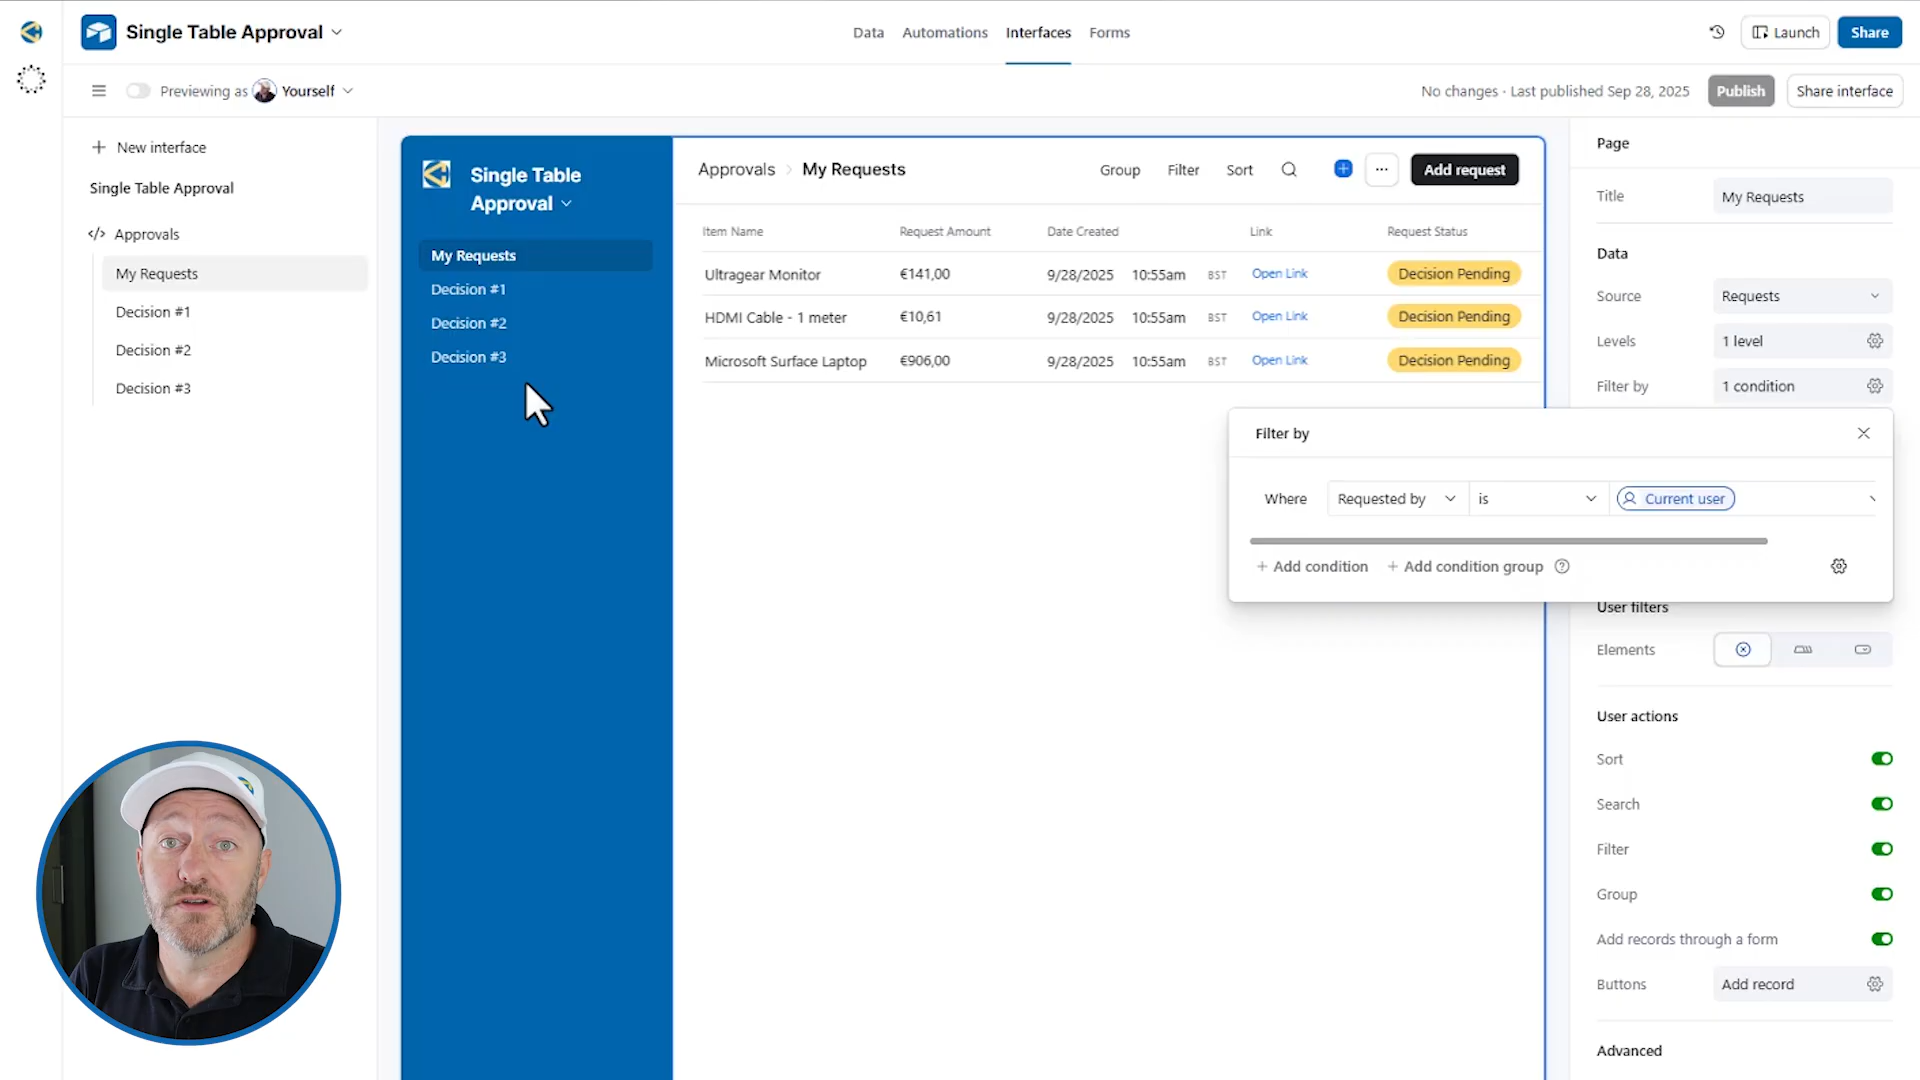 Single Table Approval
Data Automations Interfaces Forms
Launch Share
Previewing as Yourself
No changes · Last published Sep 28, 2025 Publish Share interface
New interface
Single Table Approval
Approvals
My Requests
Decision #1
Decision #2
Decision #3
Single Table
Approval
My Requests
Decision #1
Decision #2
Decision #3
Approvals My Requests Group Filter Sort Add request
Item Name Request Amount Date Created Link Request Status
Ultragear Monitor €141,00 9/28/2025 10:55am BST Open Link Decision Pending
HDMI Cable - 1 meter €10,61 9/28/2025 10:55am BST Open Link Decision Pending
Microsoft Surface Laptop €906,00 9/28/2025 10:55am BST Open Link Decision Pending
Page
Title My Requests
Data
Source Requests
Levels 1 level
Filter by 1 condition
Filter by
Where Requested by is Current user
+ Add condition + Add condition group
User filters
Elements
User actions
Sort
Search
Filter
Group
Add records through a form
Buttons Add record
Advanced